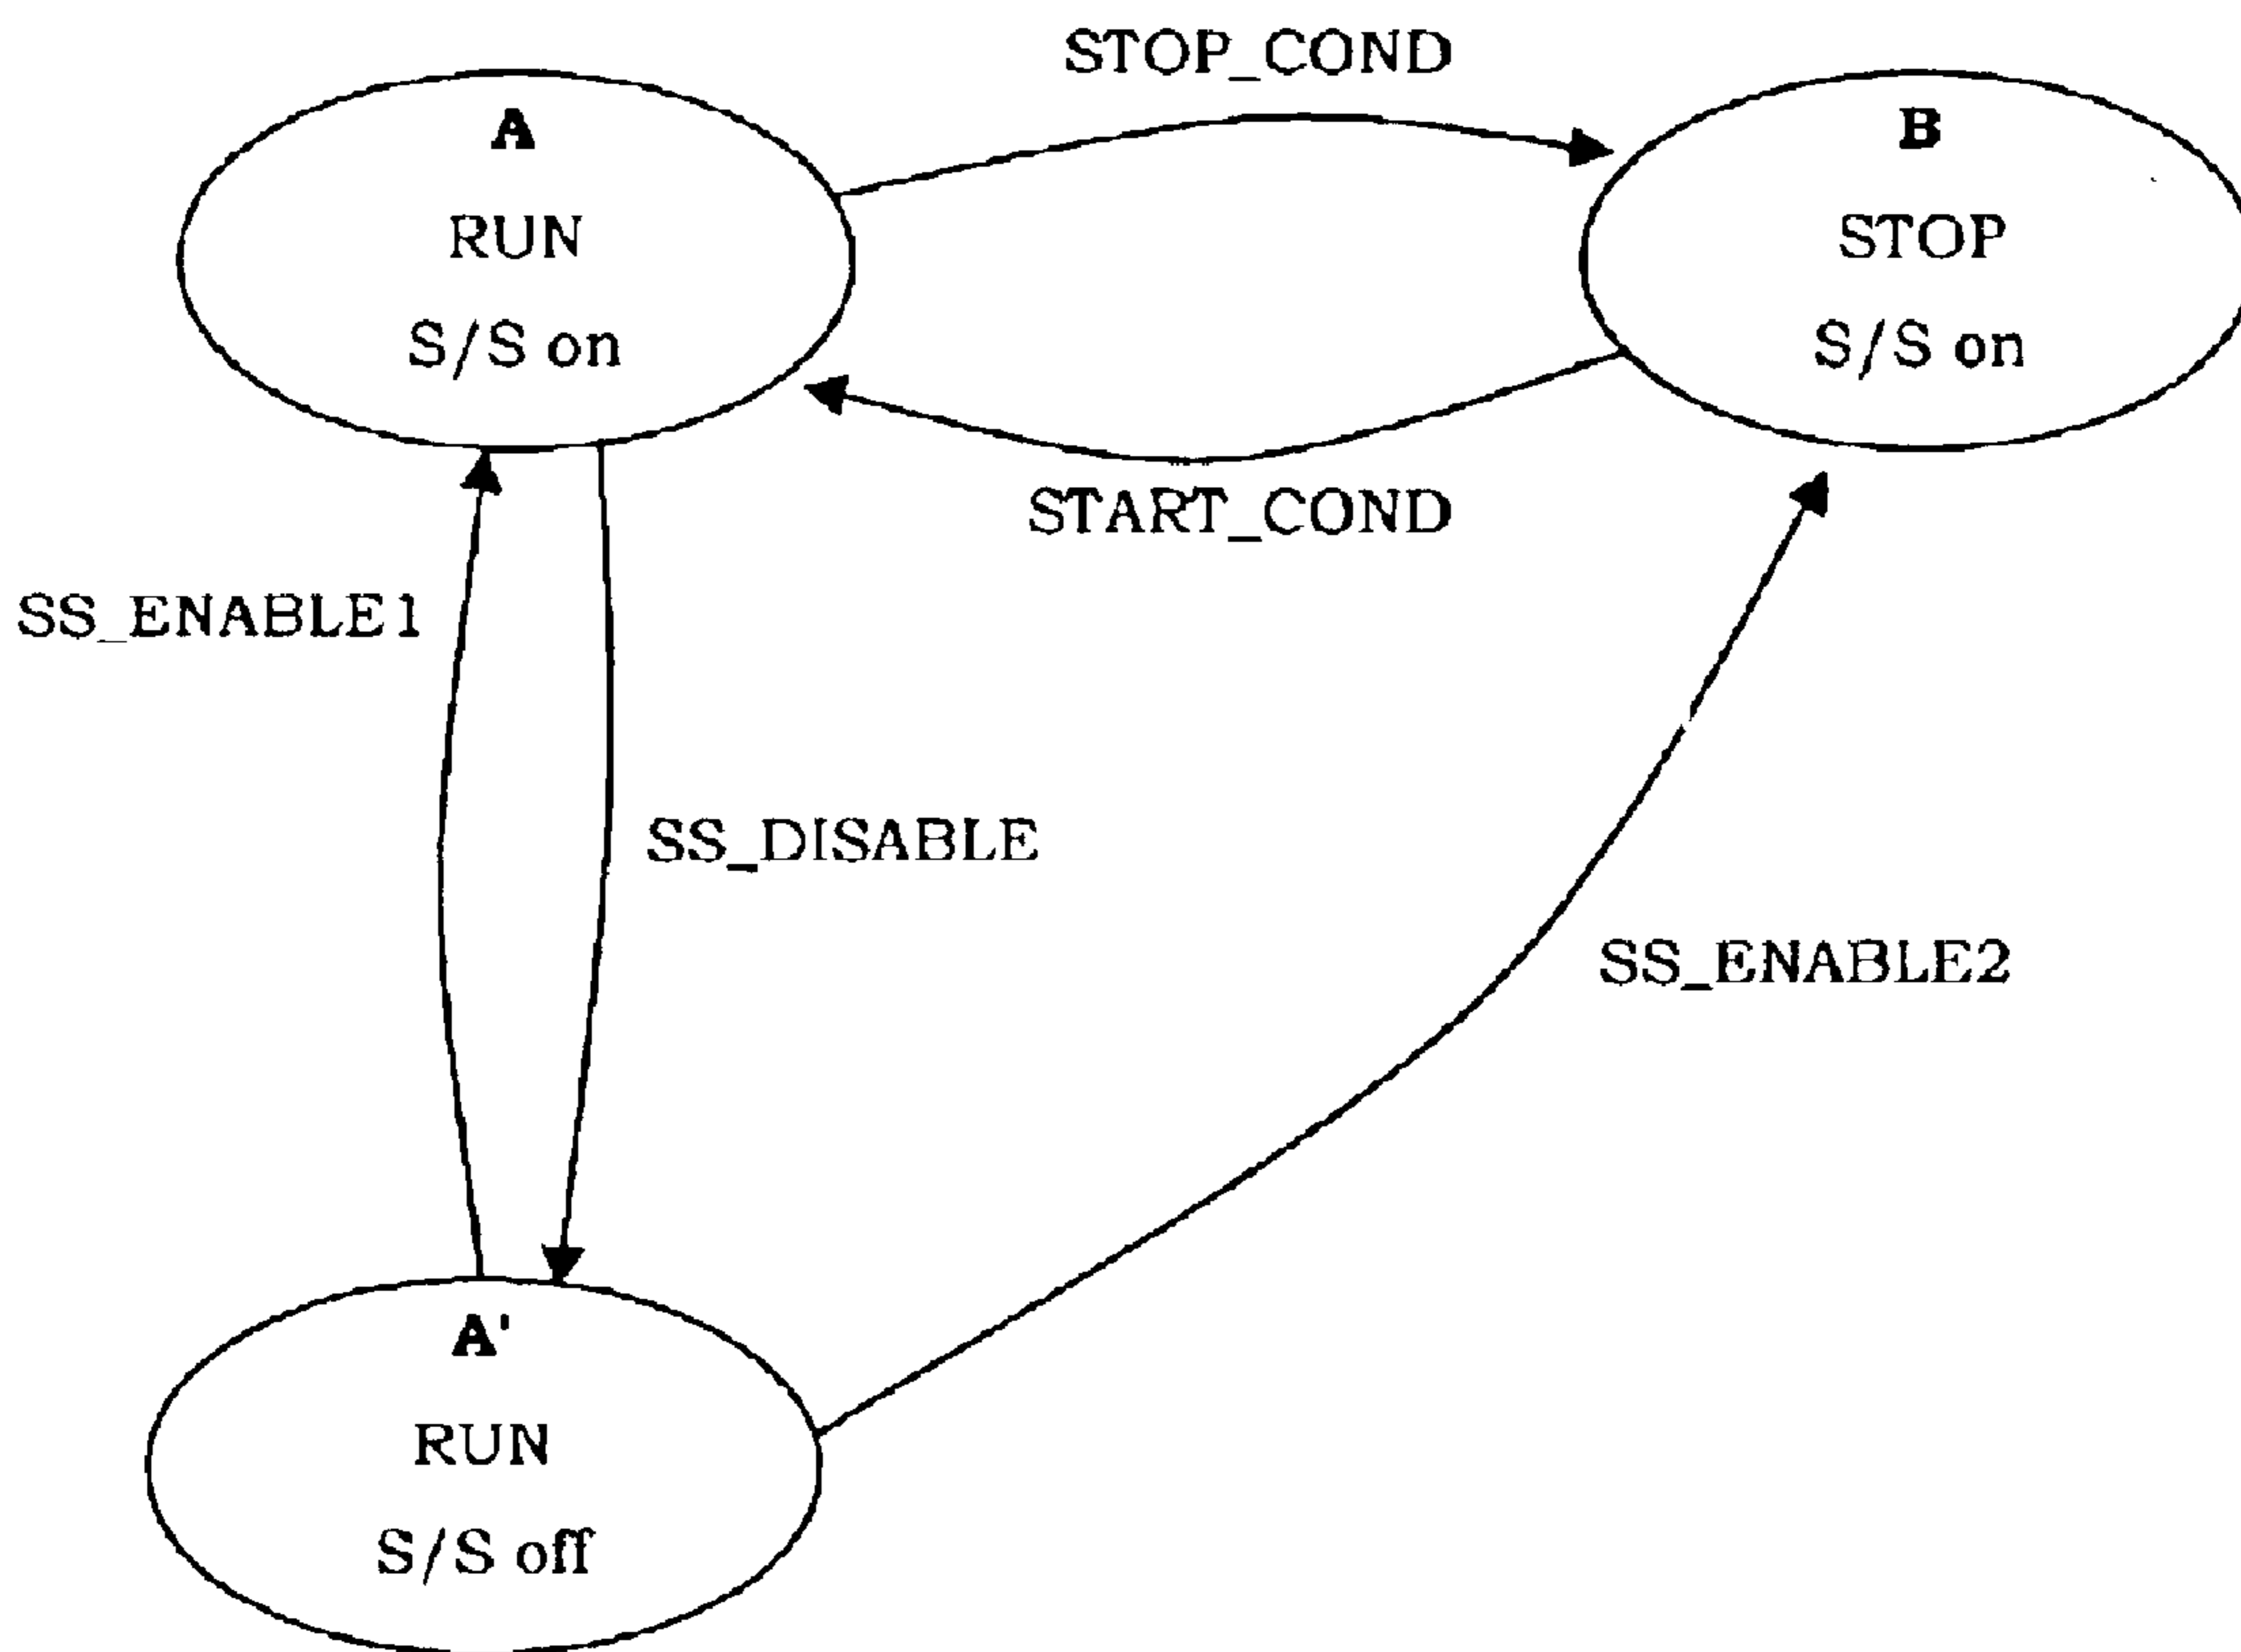 STOP_COND
A
RUN
S/S on
B
STOP
S/S on
START_COND
SS_ENABLE1
SS_DISABLE
SS_ENABLE2
A'
RUN
S/S off